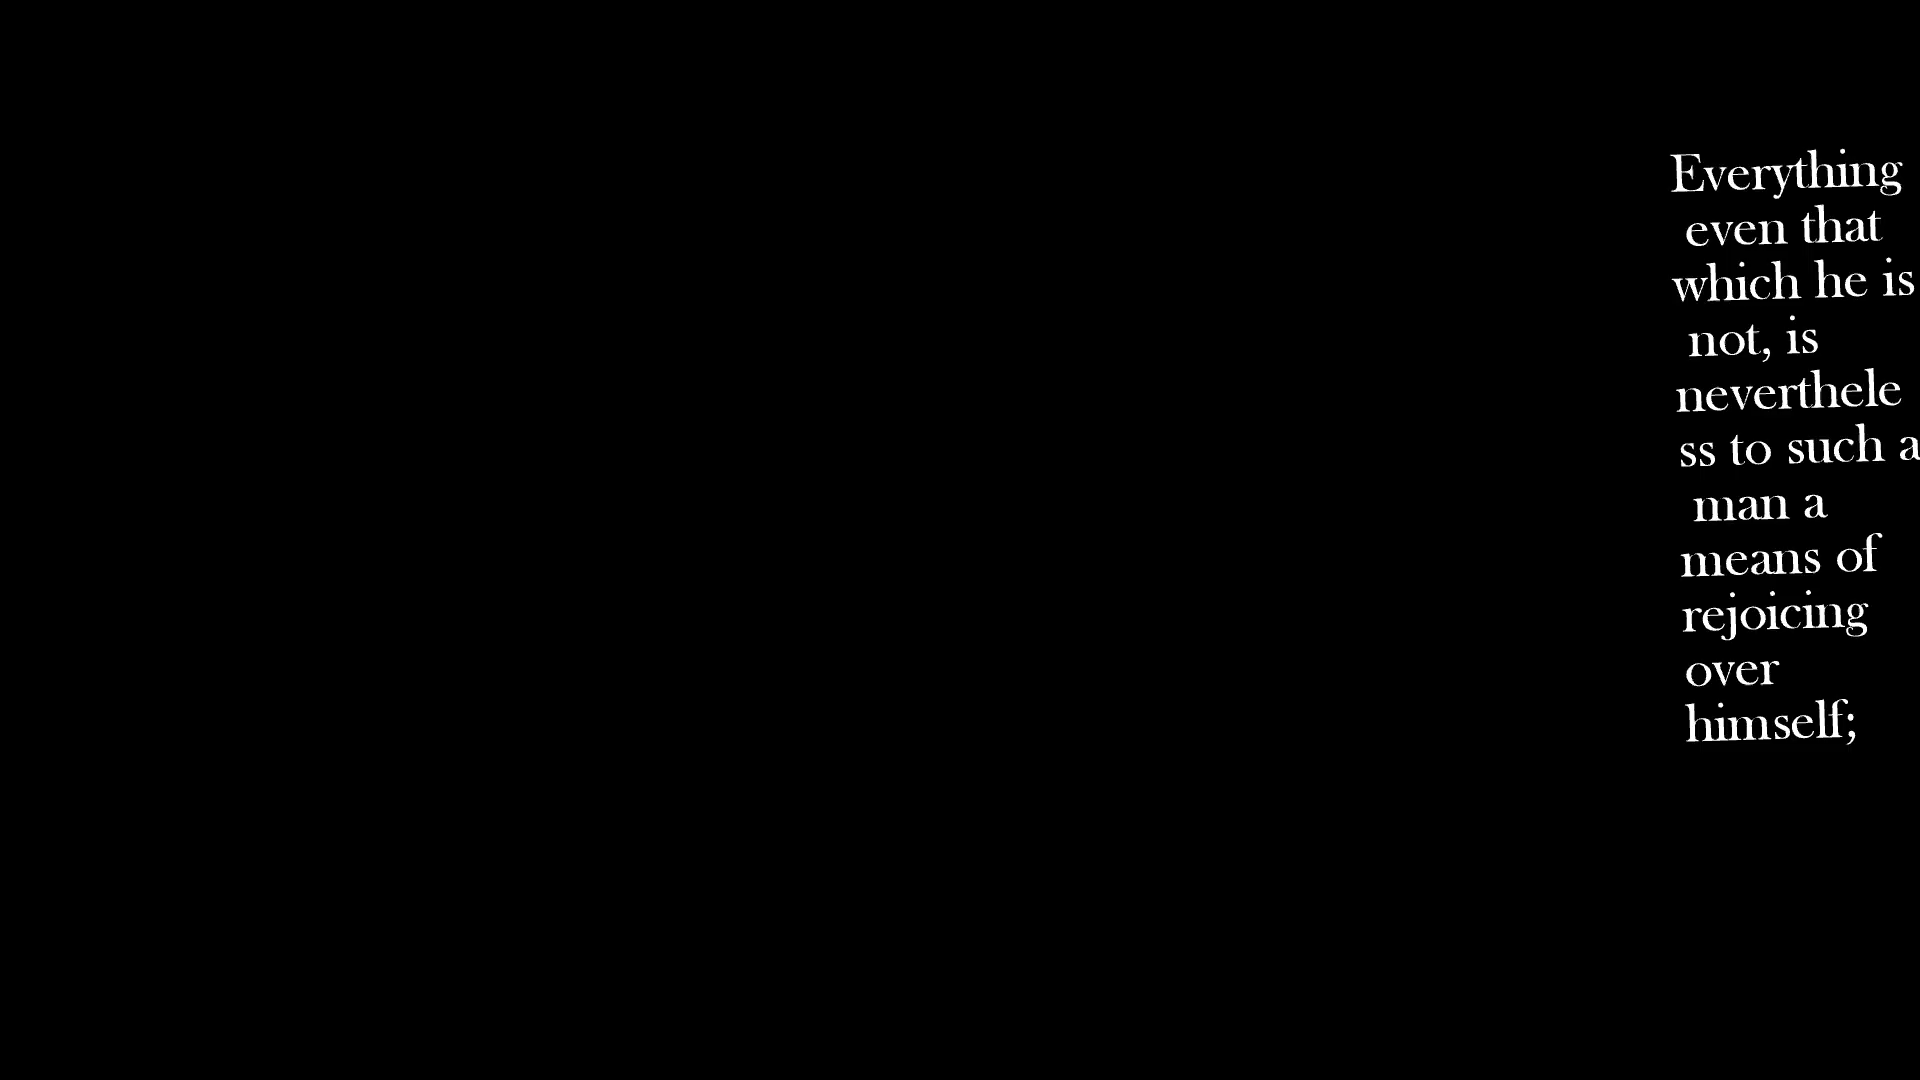 Everything
even that
which he is
not, is
neverthele
ss to such a
man a
means of
rejoicing
over
himself;